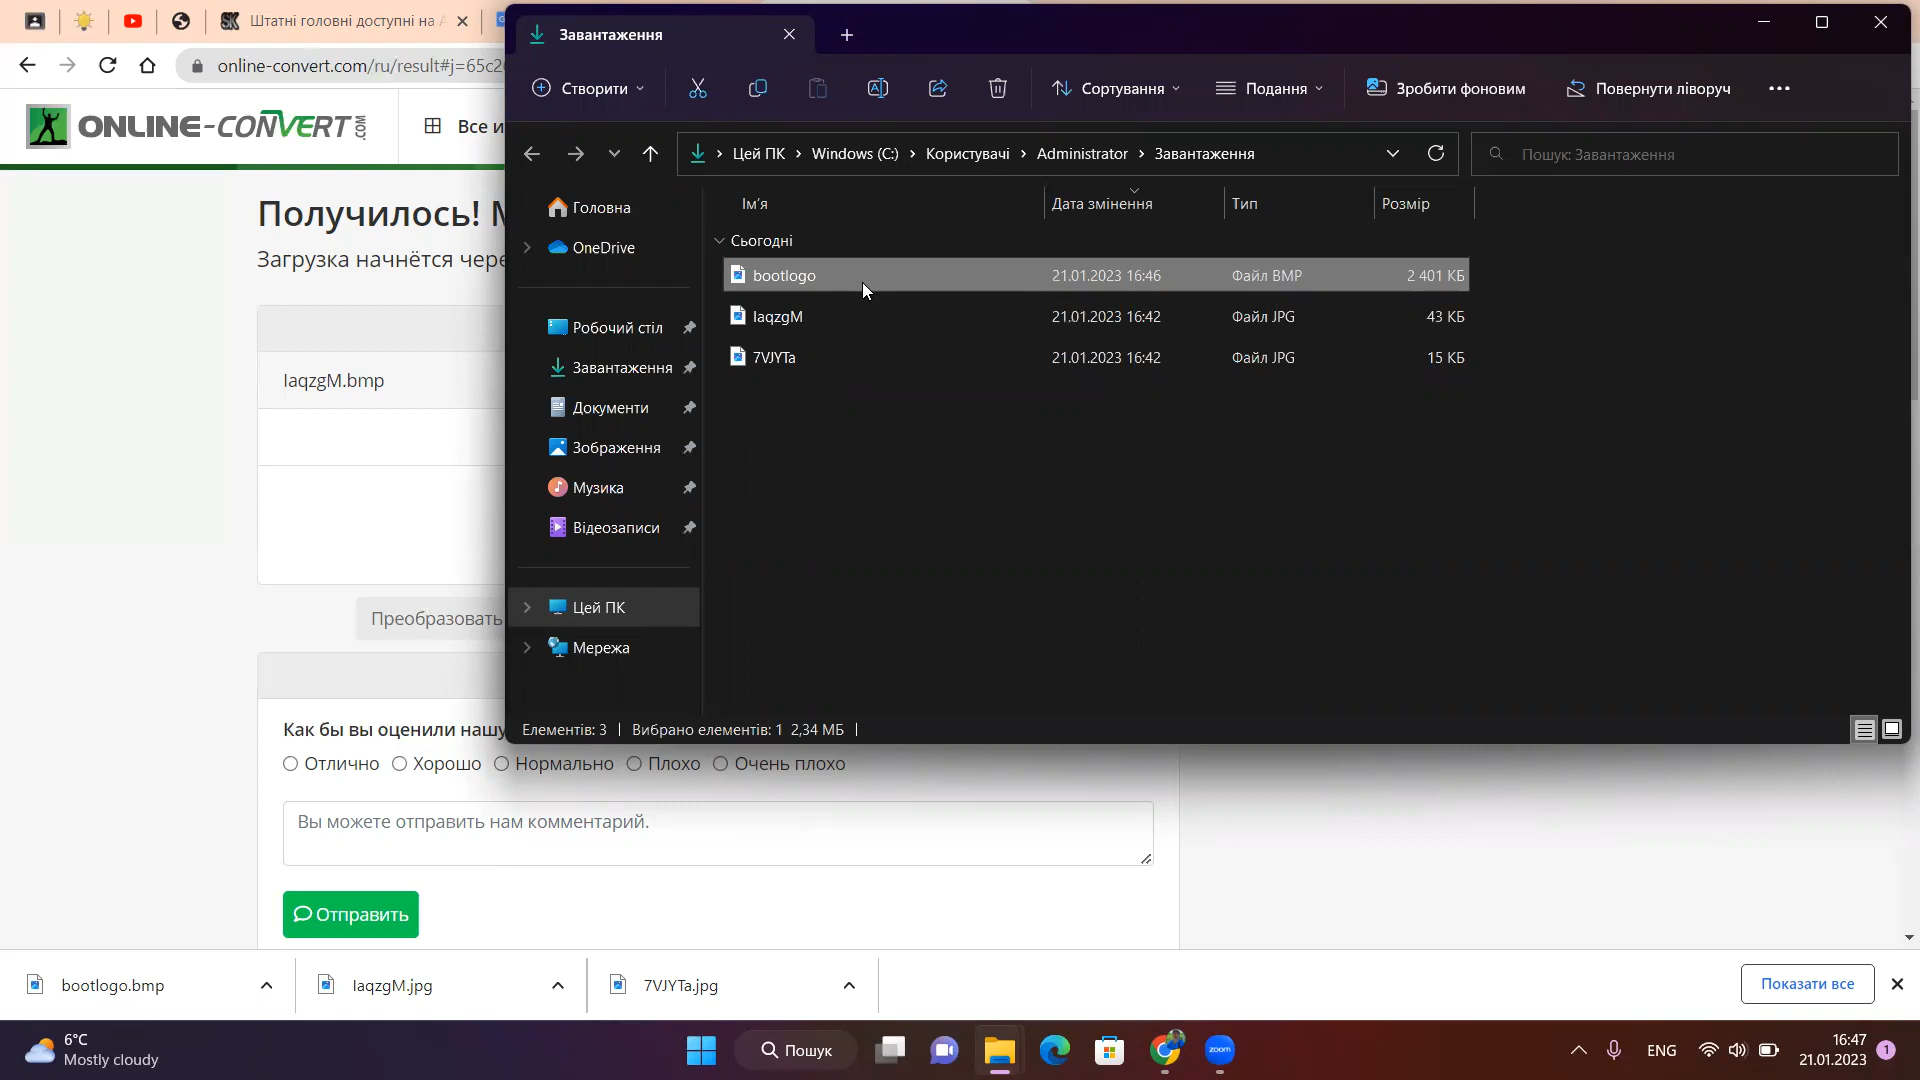 Штатні головні доступні на
online-convert.com/ru/result#j=65c2
ONLINE-CONVERT.COM
Все и
Получилось!
Загрузка начнётся чере
IaqzgM.bmp
Преобразовать
Как бы вы оценили нашу
Отлично Хорошо Нормально Плохо Очень плохо
Вы можете отправить нам комментарий.
Отправить
Завантаження
Створити
Сортування
Подання
Зробити фоновим
Повернути ліворуч
Цей ПК > Windows (C:) > Користувачі > Administrator > Завантаження
Пошук: Завантаження
Головна
OneDrive
Робочий стіл
Завантаження
Документи
Зображення
Музика
Відеозаписи
Цей ПК
Мережа
Ім'я Дата змінення Тип Розмір
Сьогодні
bootlogo 21.01.2023 16:46 Файл BMP 2 401 КБ
IaqzgM 21.01.2023 16:42 Файл JPG 43 КБ
7VJYTa 21.01.2023 16:42 Файл JPG 15 КБ
Елементів: 3 | Вибрано елементів: 1 2,34 МБ |
bootlogo.bmp
IaqzgM.jpg
7VJYTa.jpg
Показати все
6°C
Mostly cloudy
Пошук
zoom
ENG
16:47
21.01.2023
1